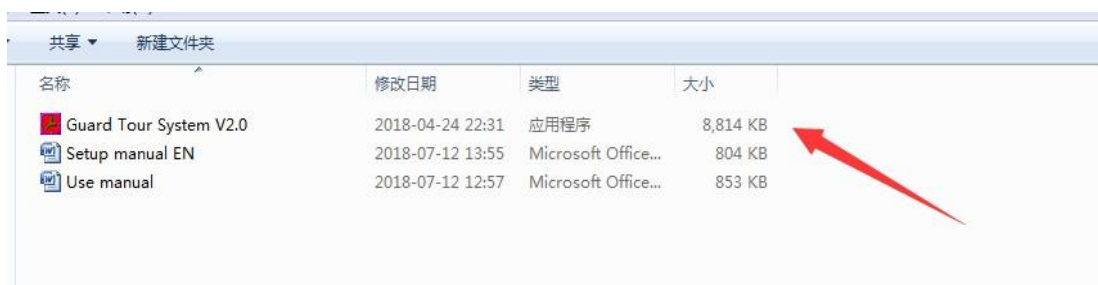 共享 新建文件夹
名称 修改日期 类型 大小
Guard Tour System V2.0 2018-04-24 22:31 应用程序 8,814 KB
Setup manual EN 2018-07-12 13:55 Microsoft Office... 804 KB
Use manual 2018-07-12 12:57 Microsoft Office... 853 KB